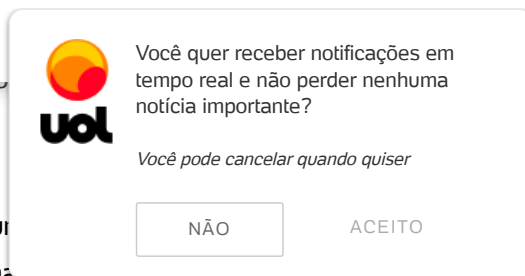 Você quer receber notificações em
tempo real e não perder nenhuma
notícia importante?
uol
Você pode cancelar quando quiser
NÃO
ACEITO